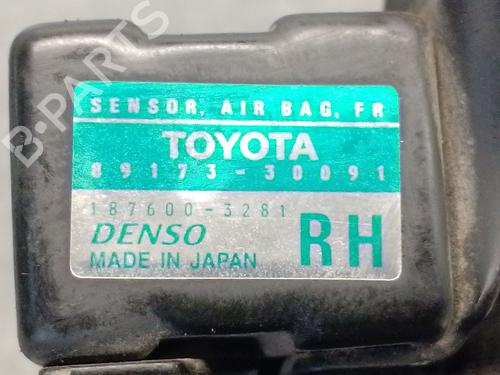 SENSOR, AIR BAG, FR
TOYOTA
89173-30091
187600-3281
DENSO
RH
MADE IN JAPAN
B-PARTS